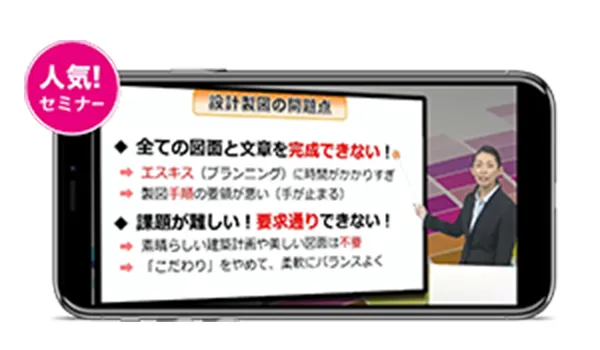 人気!
セミナー
設計製図の問題点
◆ 全ての図面と文章を完成できない!
⇒ エスキス(プランニング)に時間がかかりすぎ
⇒ 製図手順の要領が悪い(手が止まる)
◆ 課題が難しい!要求通りできない!
⇒ 素晴らしい建築計画や美しい図面は不要
⇒ 「こだわり」をやめて、柔軟にバランスよく